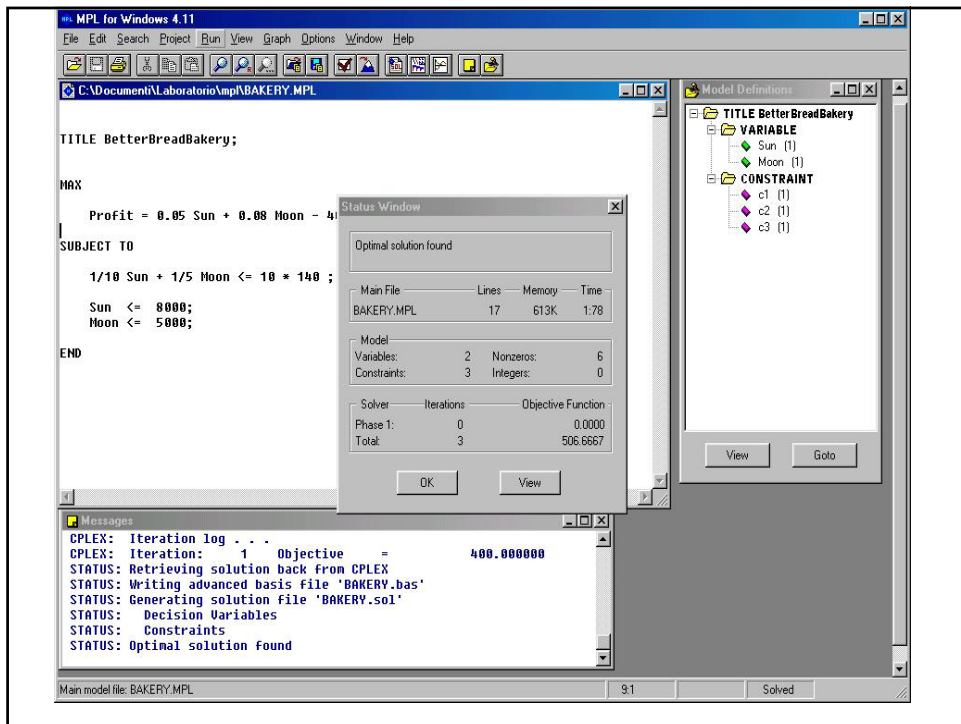 MPL for Windows 4.11
File Edit Search Project Run View Graph Options Window Help
C:\Documenti\Laboratorio\mpl\BAKERY.MPL
TITLE BetterBreadBakery;
MAX
Profit = 0.05 Sun + 0.08 Moon -
SUBJECT TO
1/10 Sun + 1/5 Moon <= 10 * 140 ;
Sun <= 8000;
Moon <= 5000;
END
Status Window
Optimal solution found
Main File Lines Memory Time
BAKERY.MPL 17 613K 1:78
Model
Variables: 2 Nonzeros: 6
Constraints: 3 Integers: 0
Solver Iterations Objective Function
Phase 1: 0 0.0000
Total: 3 506.6667
OK View
Model Definitions
TITLE BetterBreadBakery
VARIABLE
Sun (1)
Moon (1)
CONSTRAINT
c1 (1)
c2 (1)
c3 (1)
View Goto
Messages
CPLEX: Iteration log . . .
CPLEX: Iteration: 1 Objective = 400.000000
STATUS: Retrieving solution back from CPLEX
STATUS: Writing advanced basis file 'BAKERY.bas'
STATUS: Generating solution file 'BAKERY.sol'
STATUS: Decision Variables
STATUS: Constraints
STATUS: Optimal solution found
Main model file: BAKERY.MPL 9:1 Solved